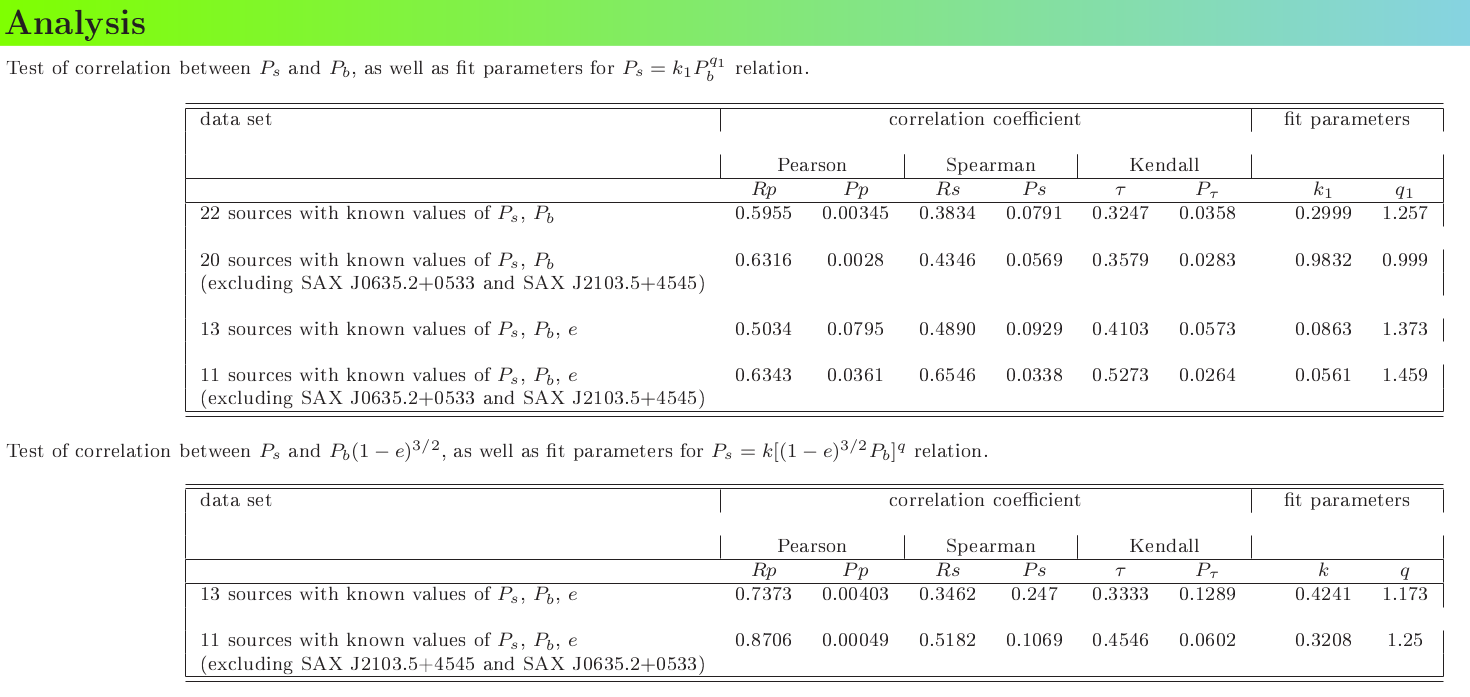 Analysis
Test of correlation between $P_s$ and $P_b$, as well as fit parameters for $P_s = k_1 P_b^{q_1}$ relation.
data set correlation coefficient fit parameters
Pearson Spearman Kendall
$Rp$ $Pp$ $Rs$ $Ps$ $\tau$ $P_\tau$ $k_1$ $q_1$
22 sources with known values of $P_s$, $P_b$ 0.5955 0.00345 0.3834 0.0791 0.3247 0.0358 0.2999 1.257
20 sources with known values of $P_s$, $P_b$ 0.6316 0.0028 0.4346 0.0569 0.3579 0.0283 0.9832 0.999
(excluding SAX J0635.2+0533 and SAX J2103.5+4545)
13 sources with known values of $P_s$, $P_b$, $e$ 0.5034 0.0795 0.4890 0.0929 0.4103 0.0573 0.0863 1.373
11 sources with known values of $P_s$, $P_b$, $e$ 0.6343 0.0361 0.6546 0.0338 0.5273 0.0264 0.0561 1.459
(excluding SAX J0635.2+0533 and SAX J2103.5+4545)
Test of correlation between $P_s$ and $P_b(1-e)^{3/2}$, as well as fit parameters for $P_s = k[(1-e)^{3/2} P_b]^q$ relation.
data set correlation coefficient fit parameters
Pearson Spearman Kendall
$Rp$ $Pp$ $Rs$ $Ps$ $\tau$ $P_\tau$ $k$ $q$
13 sources with known values of $P_s$, $P_b$, $e$ 0.7373 0.00403 0.3462 0.247 0.3333 0.1289 0.4241 1.173
11 sources with known values of $P_s$, $P_b$, $e$ 0.8706 0.00049 0.5182 0.1069 0.4546 0.0602 0.3208 1.25
(excluding SAX J2103.5+4545 and SAX J0635.2+0533)